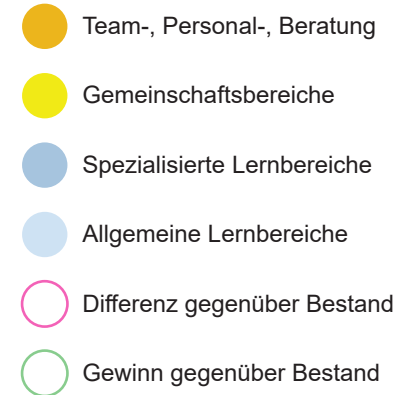 Team-, Personal-, Beratung
Gemeinschaftsbereiche
Spezialisierte Lernbereiche
Allgemeine Lernbereiche
Differenz gegenüber Bestand
Gewinn gegenüber Bestand